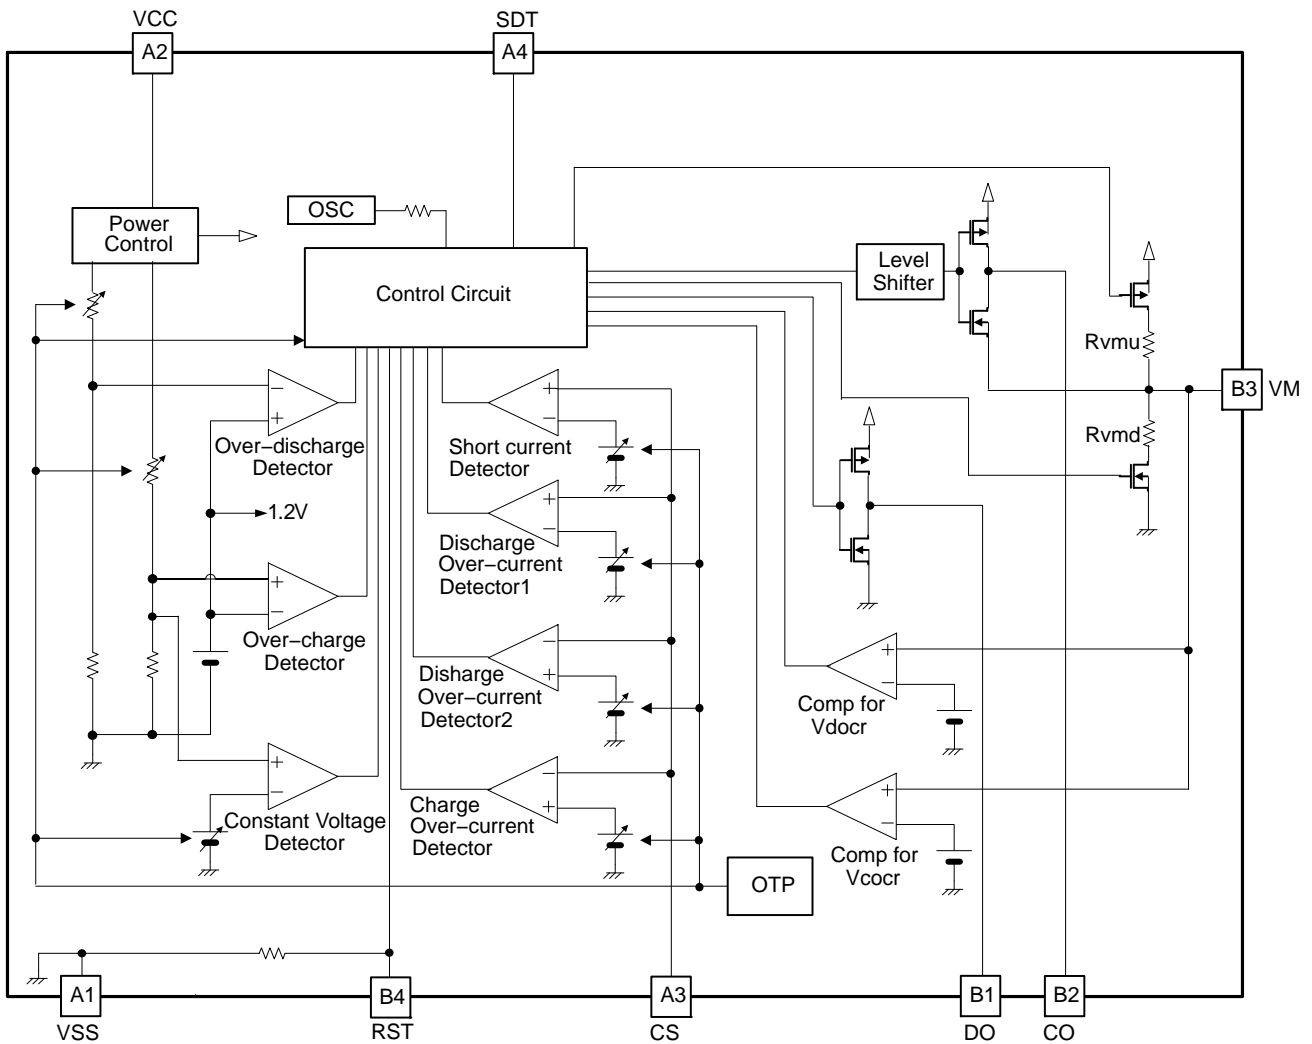 VCC
SDT
A2
A4
Power
Control
OSC
Control Circuit
Level
Shifter
Rvmu
B3 VM
Rvmd
−
+
Over−discharge
Detector
+
−
Short current
Detector
1.2V
+
−
Discharge
Over−current
Detector1
+
−
Over−charge
Detector
−
+
Disharge
Over−current
Detector2
+
−
Comp for
Vdocr
+
−
Constant Voltage
Detector
−
+
Charge
Over−current
Detector
+
−
Comp for
Vcocr
OTP
A1
B4
A3
B1
B2
VSS
RST
CS
DO
CO